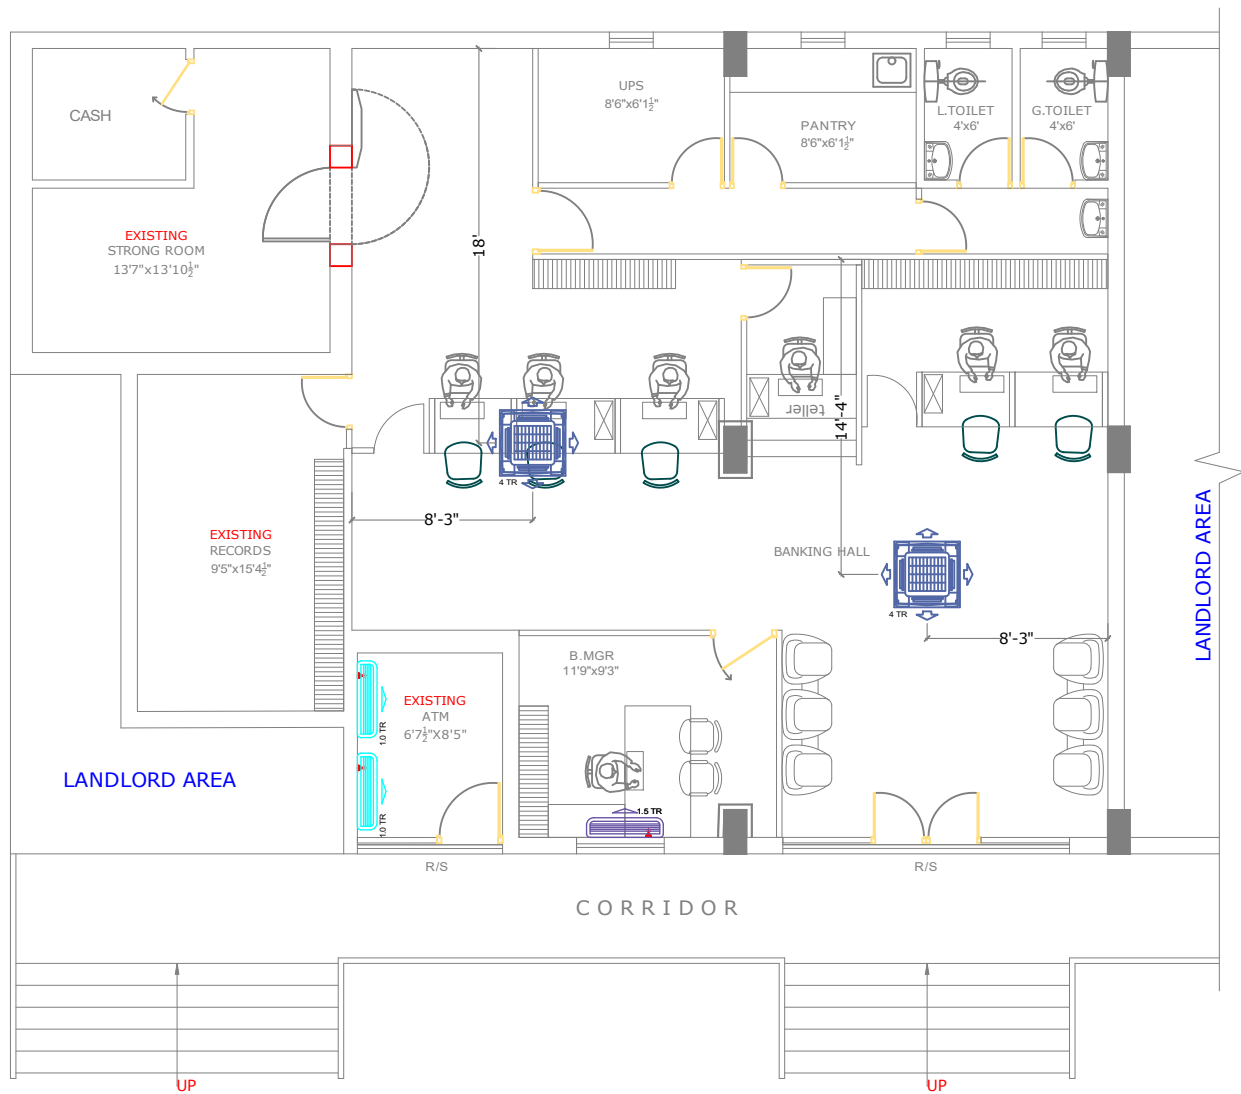 CASH
UPS
8'6"x6'1½"
PANTRY
8'6"x6'1½"
L.TOILET
4'x6'
G.TOILET
4'x6'
EXISTING
STRONG ROOM
13'7"x13'10½"
18'
teller
14'-4"
4 TR
8'-3"
EXISTING
RECORDS
9'5"x15'4½"
BANKING HALL
4 TR
8'-3"
LANDLORD AREA
B.MGR
11'9"x9'3"
EXISTING
ATM
6'7½"X8'5"
1.0 TR
1.0 TR
1.5 TR
LANDLORD AREA
R/S
R/S
CORRIDOR
UP
UP